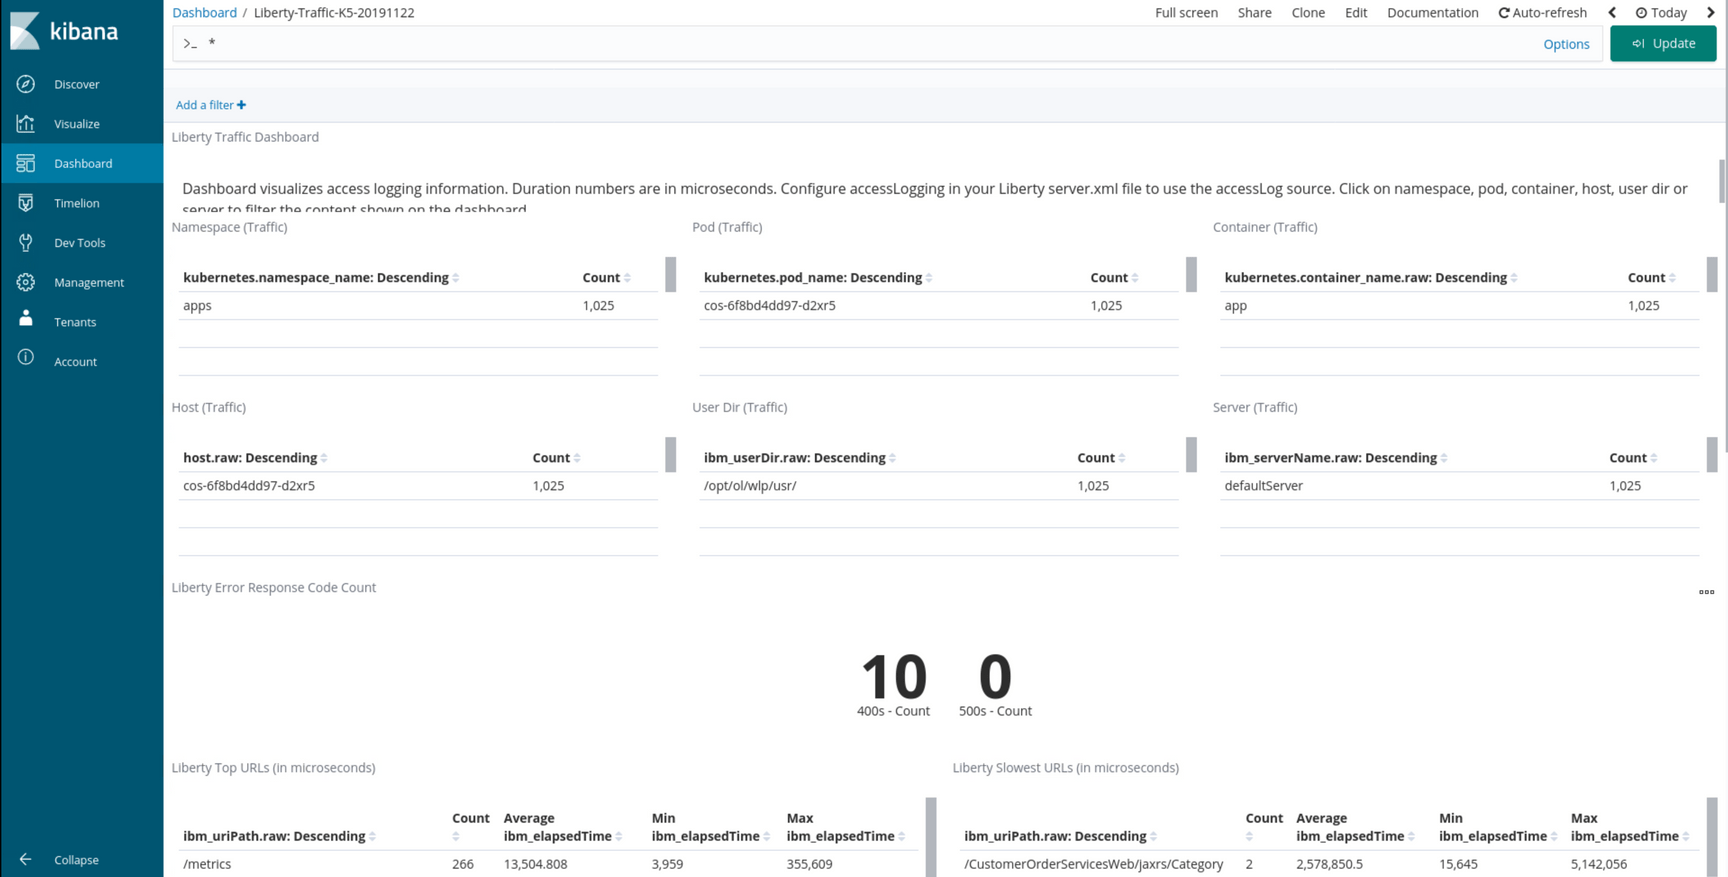 kibana
Discover
Visualize
Dashboard
Timelion
Dev Tools
Management
Tenants
Account
Collapse
Dashboard / Liberty-Traffic-K5-20191122
Full screen Share Clone Edit Documentation Auto-refresh Today
>_ *
Options
Update
Add a filter +
Liberty Traffic Dashboard
Dashboard visualizes access logging information. Duration numbers are in microseconds. Configure accessLogging in your Liberty server.xml file to use the accessLog source. Click on namespace, pod, container, host, user dir or
server to filter the content shown on the dashboard
Namespace (Traffic)
kubernetes.namespace_name: Descending Count
apps 1,025
Pod (Traffic)
kubernetes.pod_name: Descending Count
cos-6f8bd4dd97-d2xr5 1,025
Container (Traffic)
kubernetes.container_name.raw: Descending Count
app 1,025
Host (Traffic)
host.raw: Descending Count
cos-6f8bd4dd97-d2xr5 1,025
User Dir (Traffic)
ibm_userDir.raw: Descending Count
/opt/ol/wlp/usr/ 1,025
Server (Traffic)
ibm_serverName.raw: Descending Count
defaultServer 1,025
Liberty Error Response Code Count
10 0
400s - Count 500s - Count
Liberty Top URLs (in microseconds)
Count Average Min Max
ibm_uriPath.raw: Descending ibm_elapsedTime ibm_elapsedTime ibm_elapsedTime
/metrics 266 13,504.808 3,959 355,609
Liberty Slowest URLs (in microseconds)
Count Average Min Max
ibm_uriPath.raw: Descending ibm_elapsedTime ibm_elapsedTime ibm_elapsedTime
/CustomerOrderServicesWeb/jaxrs/Category 2 2,578,850.5 15,645 5,142,056